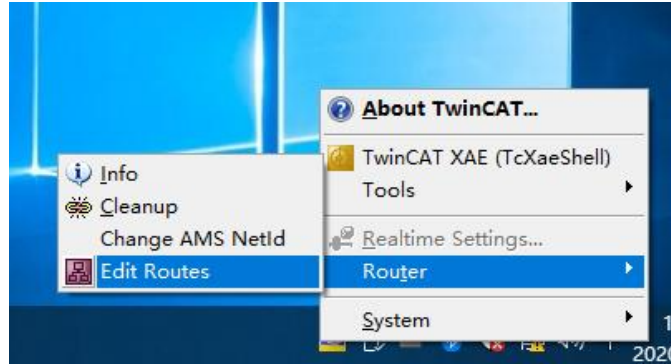 About TwinCAT...
TwinCAT XAE (TcXaeShell)
Tools
Realtime Settings...
Router
System
Info
Cleanup
Change AMS NetId
Edit Routes